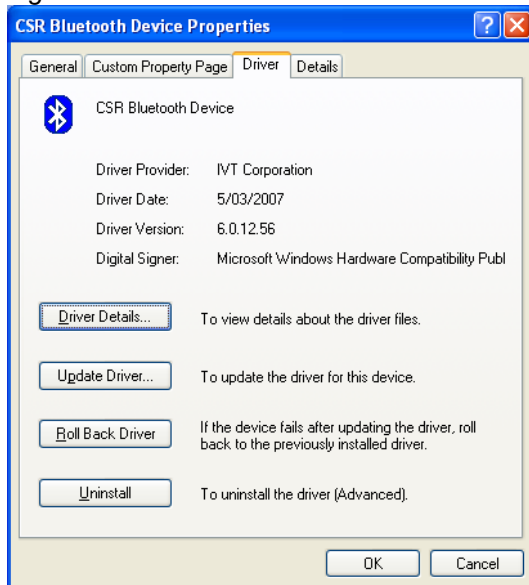 CSR Bluetooth Device Properties
General Custom Property Page Driver Details
CSR Bluetooth Device
Driver Provider: IVT Corporation
Driver Date: 5/03/2007
Driver Version: 6.0.12.56
Digital Signer: Microsoft Windows Hardware Compatibility Publ
Driver Details... To view details about the driver files.
Update Driver... To update the driver for this device.
Roll Back Driver If the device fails after updating the driver, roll
back to the previously installed driver.
Uninstall To uninstall the driver (Advanced).
OK Cancel